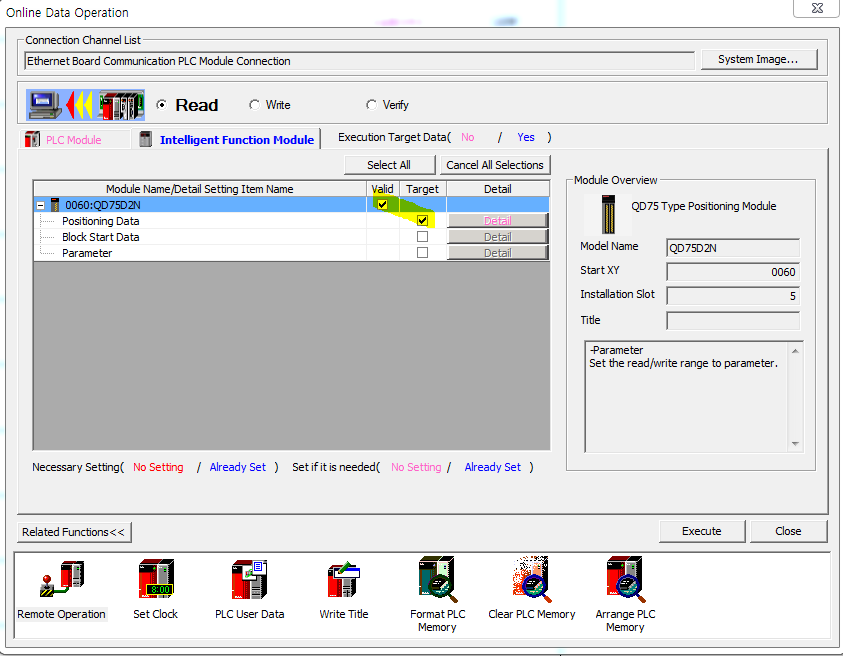 Online Data Operation
Connection Channel List
Ethernet Board Communication PLC Module Connection
System Image...
Read
Write
Verify
PLC Module
Intelligent Function Module
Execution Target Data( No / Yes )
Select All
Cancel All Selections
Module Name/Detail Setting Item Name
Valid
Target
Detail
0060:QD75D2N
Positioning Data
Detail
Block Start Data
Detail
Parameter
Detail
Module Overview
QD75 Type Positioning Module
Model Name
QD75D2N
Start XY
0060
Installation Slot
5
Title
-Parameter
Set the read/write range to parameter.
Necessary Setting( No Setting / Already Set ) Set if it is needed( No Setting / Already Set )
Related Functions<<
Execute
Close
8:00
Remote Operation
Set Clock
PLC User Data
Write Title
Format PLC
Memory
Clear PLC Memory
Arrange PLC
Memory